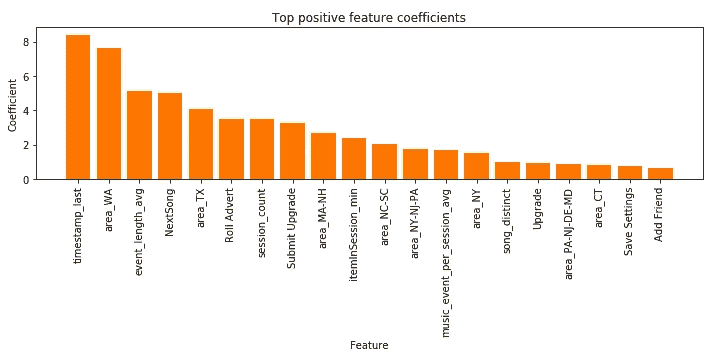 Top positive feature coefficients
Coefficient
8
6
4
2
0
timestamp_last
area_WA
event_length_avg
NextSong
area_TX
Roll Advert
session_count
Submit Upgrade
area_MA-NH
itemInSession_min
area_NC-SC
area_NY-NJ-PA
music_event_per_session_avg
area_NY
song_distinct
Upgrade
area_PA-NJ-DE-MD
area_CT
Save Settings
Add Friend
Feature